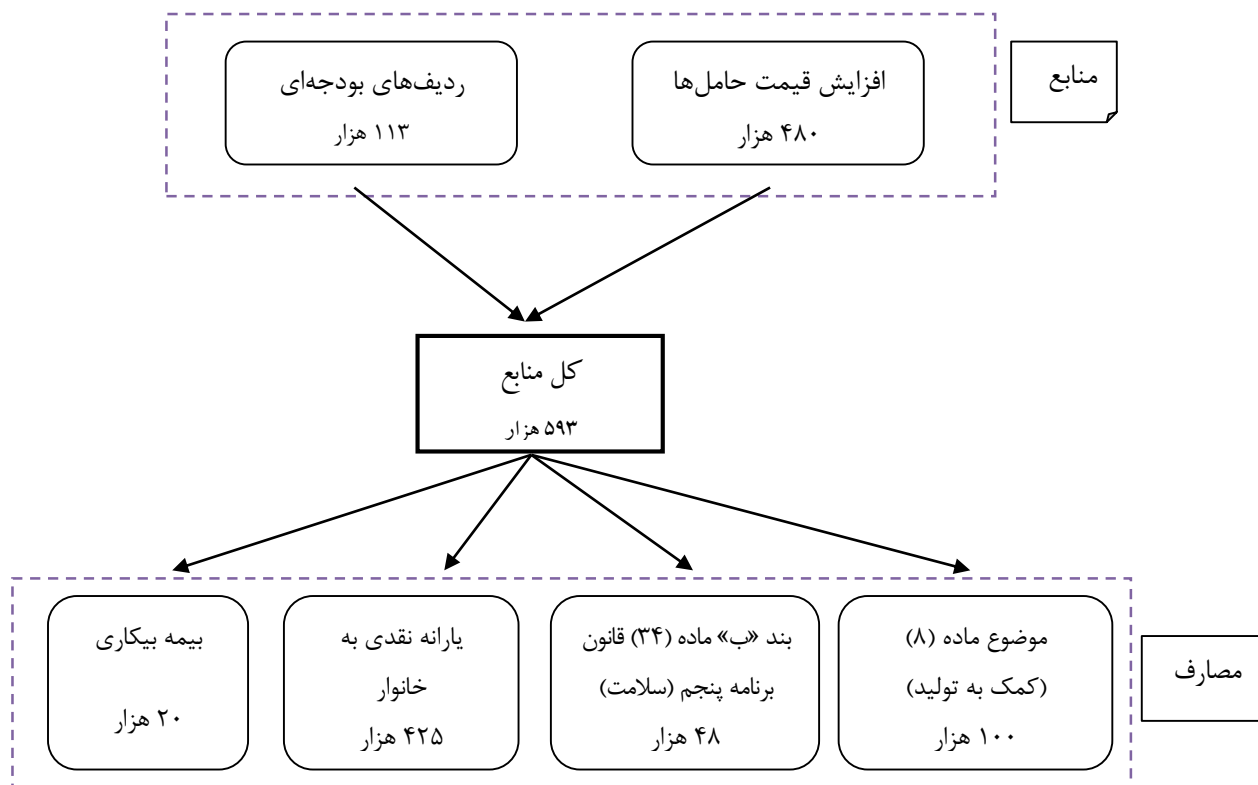 منابع
افزایش قیمت حامل‌ها
۴۸۰ هزار
ردیف‌های بودجه‌ای
۱۱۳ هزار
کل منابع
۵۹۳ هزار
مصارف
موضوع ماده (۸)
(کمک به تولید)
۱۰۰ هزار
بند «ب» ماده (۳۴) قانون
برنامه پنجم (سلامت)
۴۸ هزار
یارانه نقدی به
خانوار
۴۲۵ هزار
بیمه بیکاری
۲۰ هزار